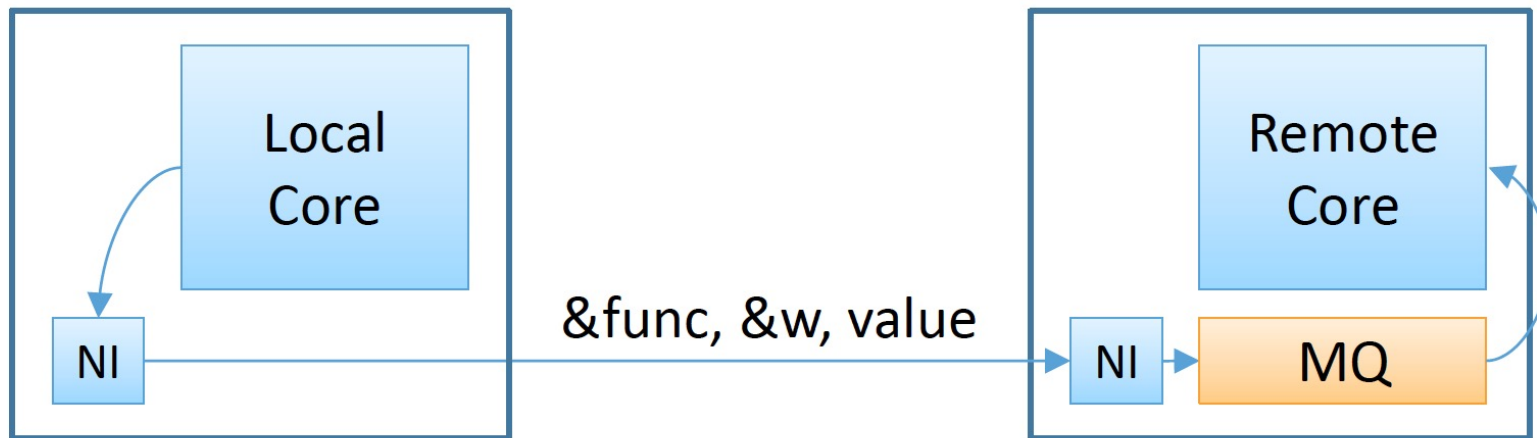 Local
Core
Remote
Core
&func, &w, value
NI
NI
MQ